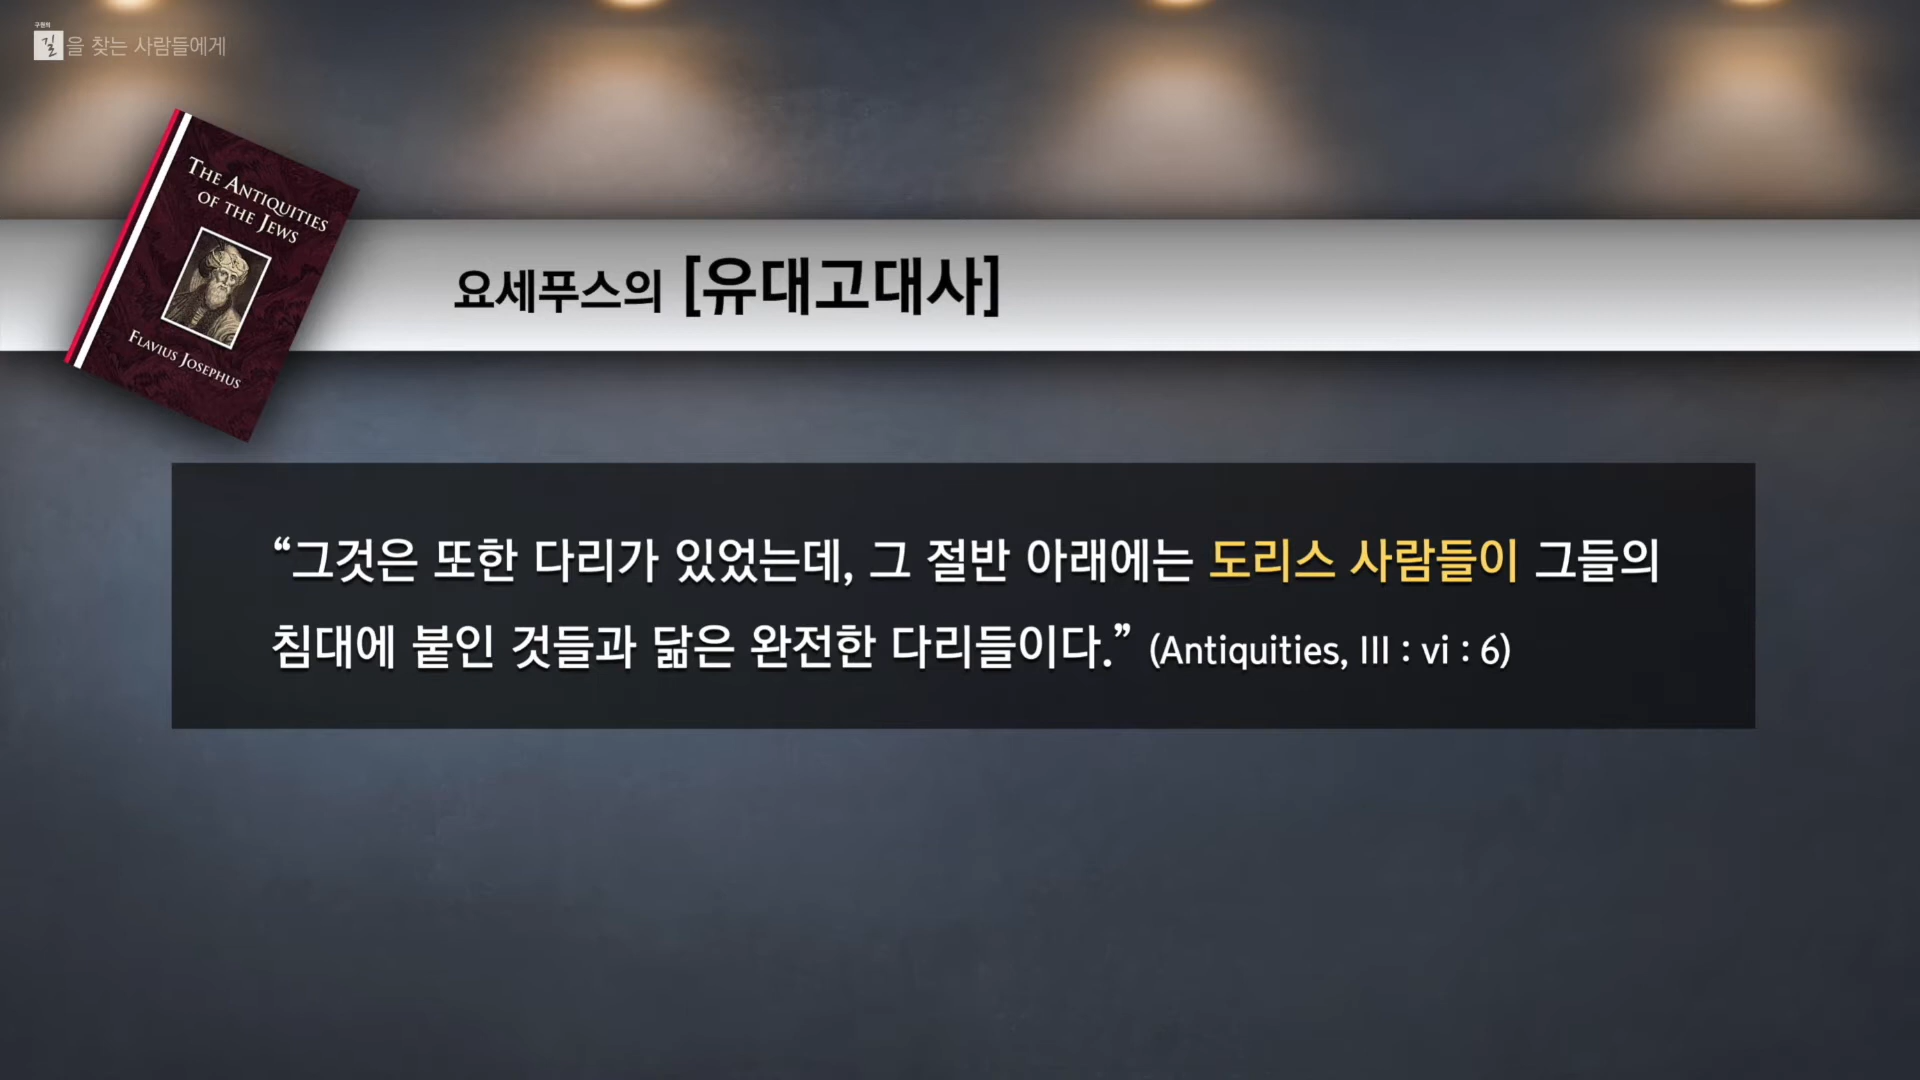 구원의
길을 찾는 사람들에게
THE ANTIQUITIES
OF THE JEWS
FLAVIUS JOSEPHUS
요세푸스의 [유대고대사]
“그것은 또한 다리가 있었는데, 그 절반 아래에는 도리스 사람들이 그들의
침대에 붙인 것들과 닮은 완전한 다리들이다.” (Antiquities, III : vi : 6)